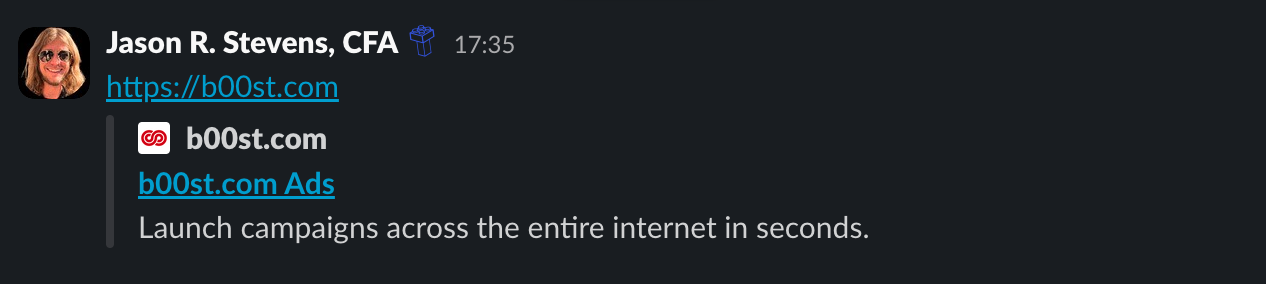 Jason R. Stevens, CFA 17:35
https://b00st.com
b00st.com
b00st.com Ads
Launch campaigns across the entire internet in seconds.